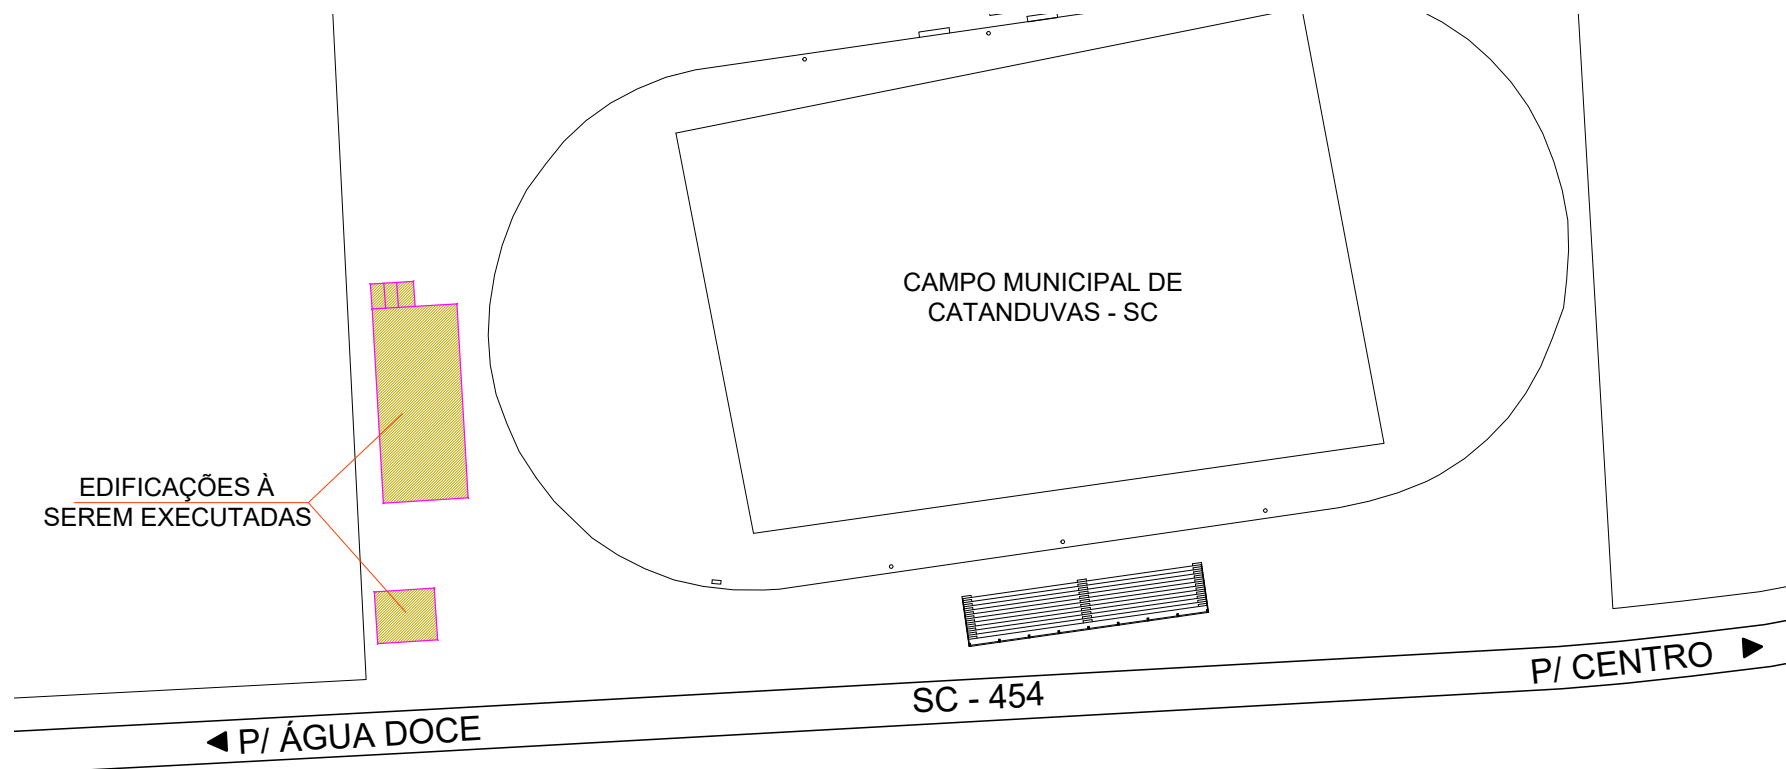 CAMPO MUNICIPAL DE
CATANDUVAS - SC
EDIFICAÇÕES À
SEREM EXECUTADAS
P/ CENTRO
SC - 454
P/ ÁGUA DOCE